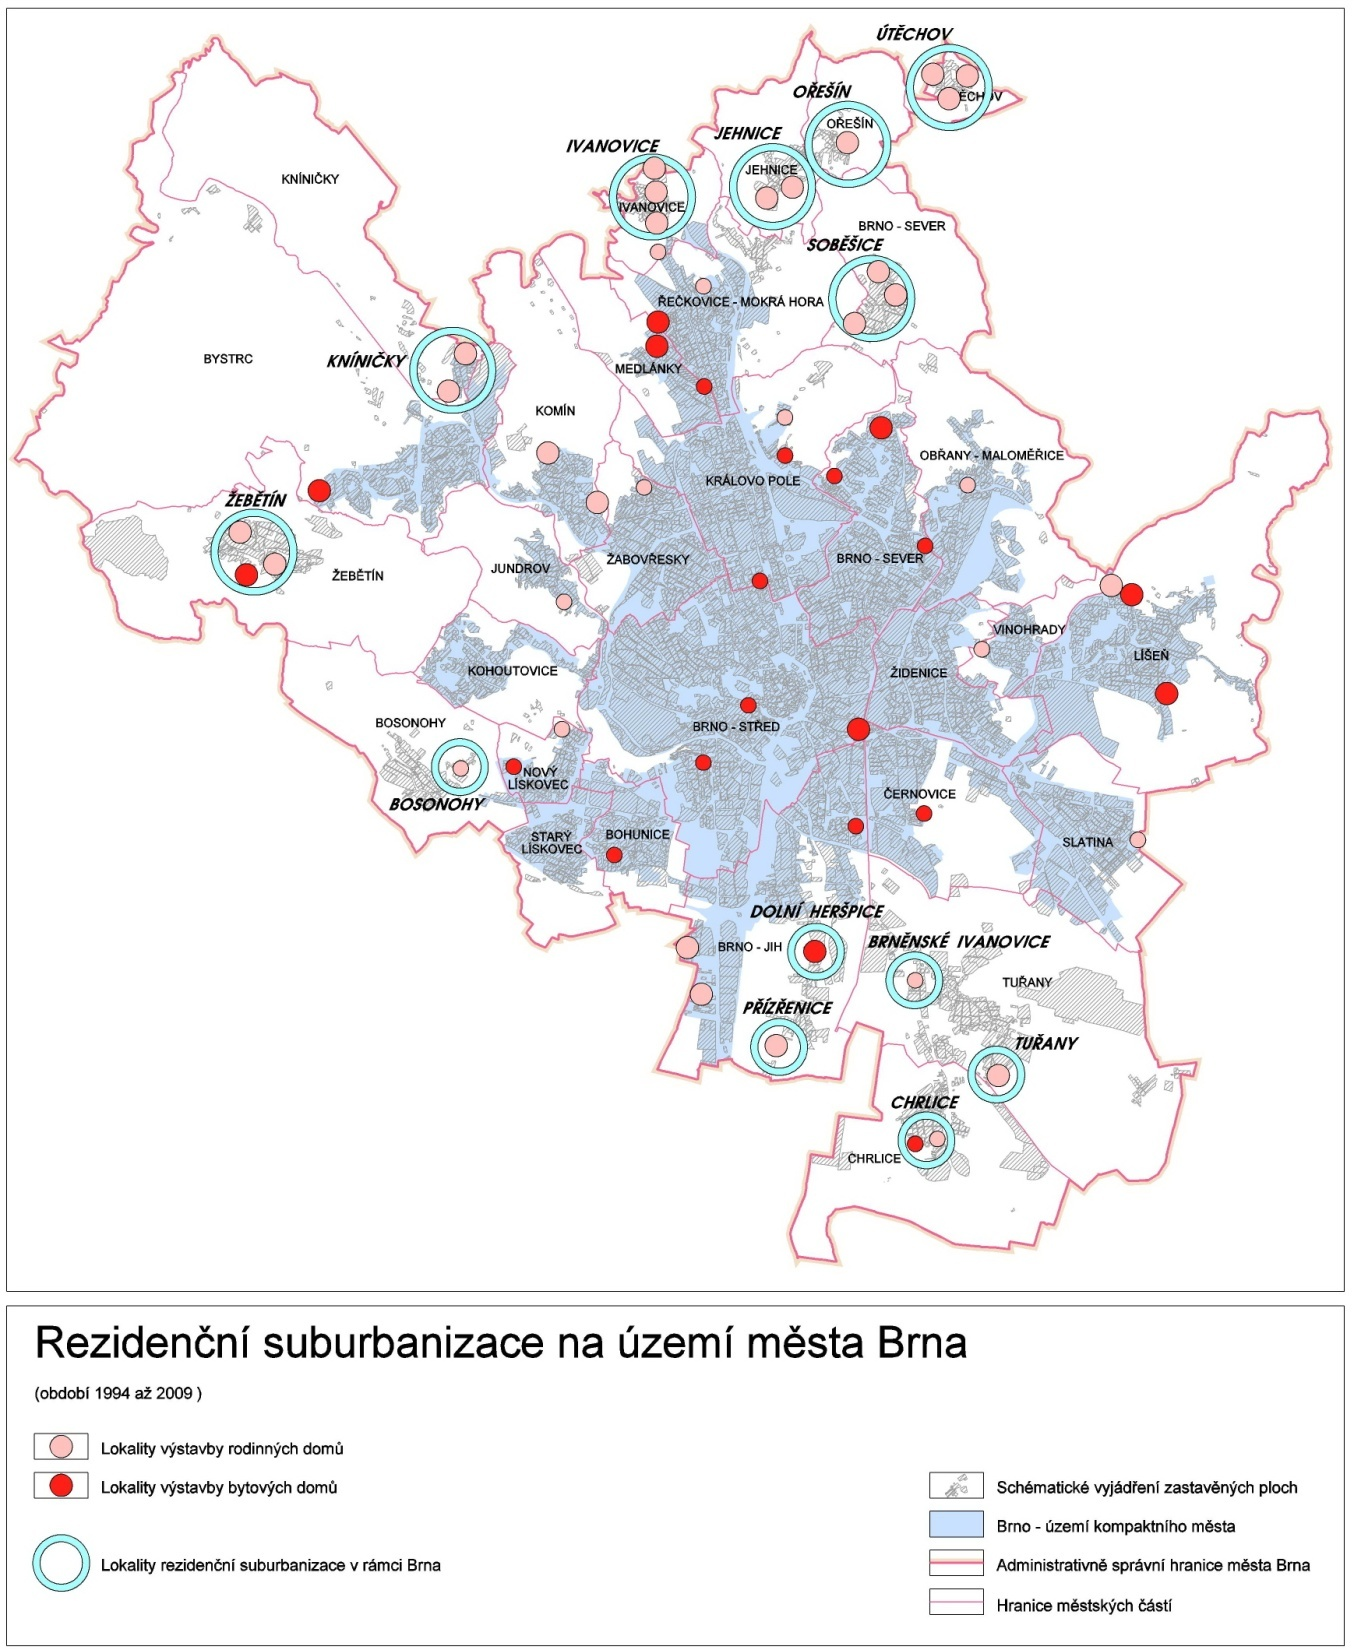 ÚTĚCHOV
OŘEŠÍN
ĚCHOV
OŘEŠÍN
JEHNICE
IVANOVICE
JEHNICE
KNÍNIČKY
IVANOVICE
BRNO - SEVER
SOBĚŠICE
ŘEČKOVICE - MOKRÁ HORA
BYSTRC
KNÍNIČKY
MEDLÁNKY
KOMÍN
OBŘANY - MALOMĚŘICE
KRÁLOVO POLE
ŽEBĚTÍN
BRNO - SEVER
ŽABOVŘESKY
JUNDROV
ŽEBĚTÍN
VINOHRADY
LÍŠEŇ
KOHOUTOVICE
ŽIDENICE
BOSONOHY
BRNO - STŘED
NOVÝ
LÍSKOVEC
ČERNOVICE
BOSONOHY
STARÝ
LÍSKOVEC
BOHUNICE
SLATINA
DOLNÍ HERŠPICE
BRNO - JIH
BRNĚNSKÉ IVANOVICE
TUŘANY
PŘÍZŘENICE
TUŘANY
CHRLICE
CHRLICE
Rezidenční suburbanizace na území města Brna
(období 1994 až 2009 )
Lokality výstavby rodinných domů
Lokality výstavby bytových domů
Lokality rezidenční suburbanizace v rámci Brna
Schématické vyjádření zastavěných ploch
Brno - území kompaktního města
Administrativně správní hranice města Brna
Hranice městských částí